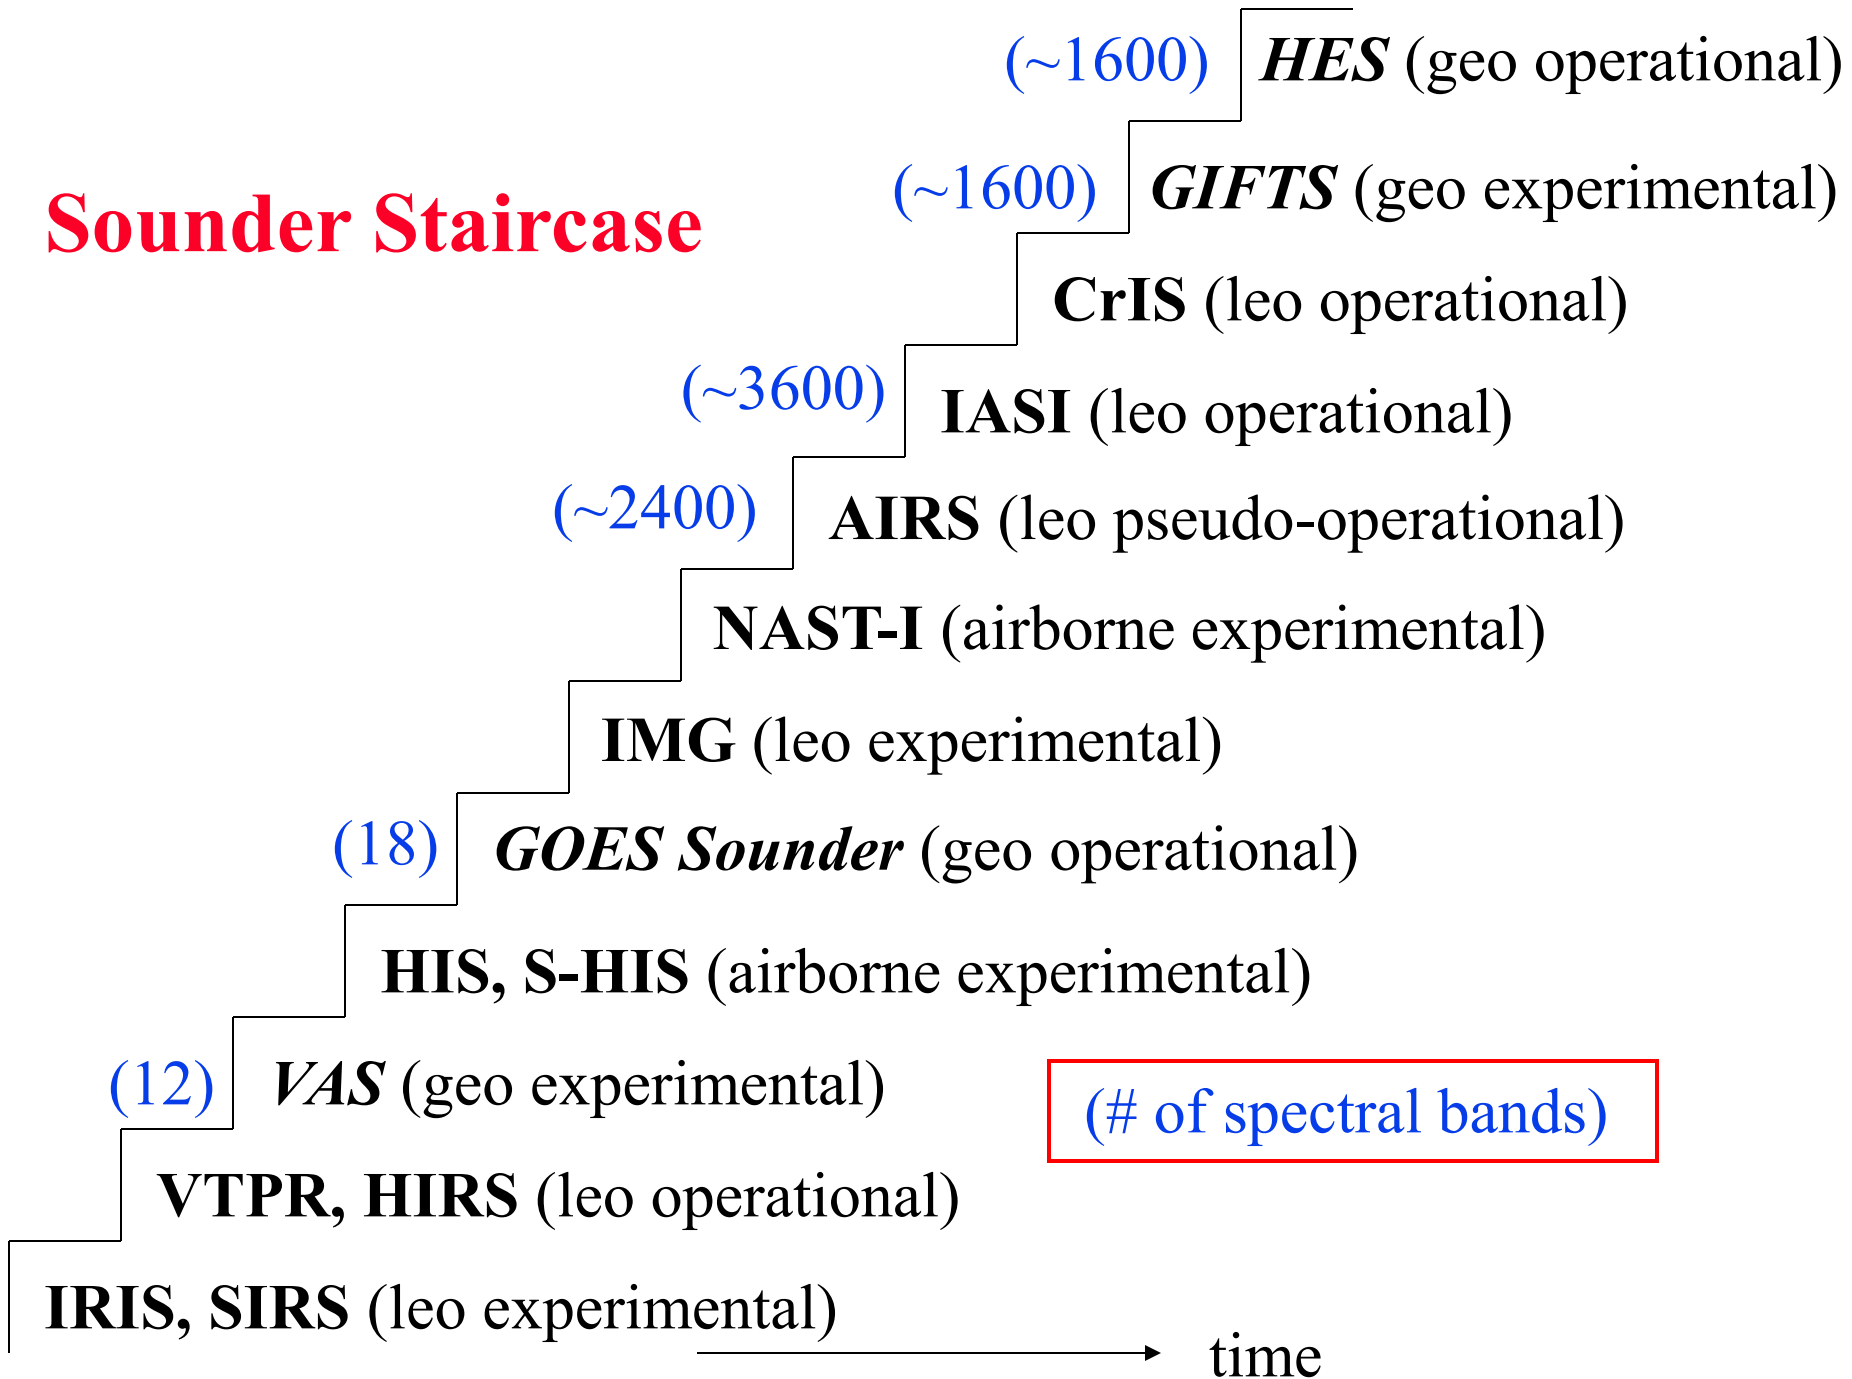 (~1600) HES (geo operational)
(~1600) GIFTS (geo experimental)
Sounder Staircase
CrIS (leo operational)
(~3600) IASI (leo operational)
(~2400) AIRS (leo pseudo-operational)
NAST-I (airborne experimental)
IMG (leo experimental)
(18) GOES Sounder (geo operational)
HIS, S-HIS (airborne experimental)
(12) VAS (geo experimental)
(# of spectral bands)
VTPR, HIRS (leo operational)
IRIS, SIRS (leo experimental)
time